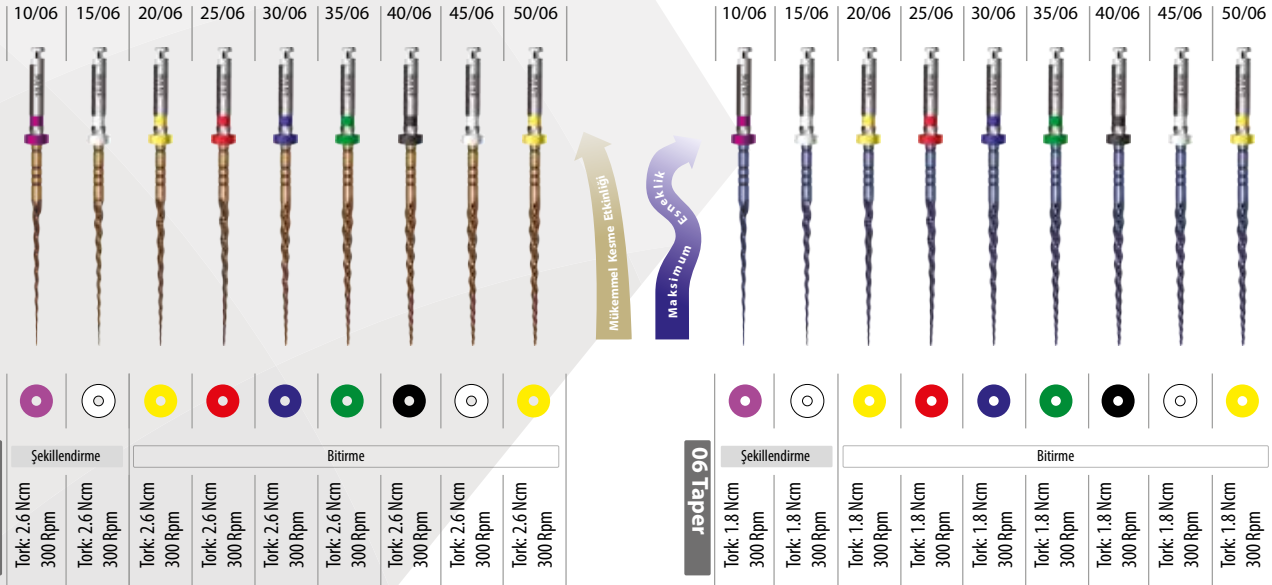 10/06 15/06 20/06 25/06 30/06 35/06 40/06 45/06 50/06
Mükemmel Kesme Etkinliği
Maksimum Esneklik
10/06 15/06 20/06 25/06 30/06 35/06 40/06 45/06 50/06
Şekillendirme
Bitirme
Tork: 2.6 Ncm
300 Rpm
Tork: 2.6 Ncm
300 Rpm
Tork: 2.6 Ncm
300 Rpm
Tork: 2.6 Ncm
300 Rpm
Tork: 2.6 Ncm
300 Rpm
Tork: 2.6 Ncm
300 Rpm
Tork: 2.6 Ncm
300 Rpm
Tork: 2.6 Ncm
300 Rpm
Tork: 2.6 Ncm
300 Rpm
06 Taper
Şekillendirme
Bitirme
Tork: 1.8 Ncm
300 Rpm
Tork: 1.8 Ncm
300 Rpm
Tork: 1.8 Ncm
300 Rpm
Tork: 1.8 Ncm
300 Rpm
Tork: 1.8 Ncm
300 Rpm
Tork: 1.8 Ncm
300 Rpm
Tork: 1.8 Ncm
300 Rpm
Tork: 1.8 Ncm
300 Rpm
Tork: 1.8 Ncm
300 Rpm